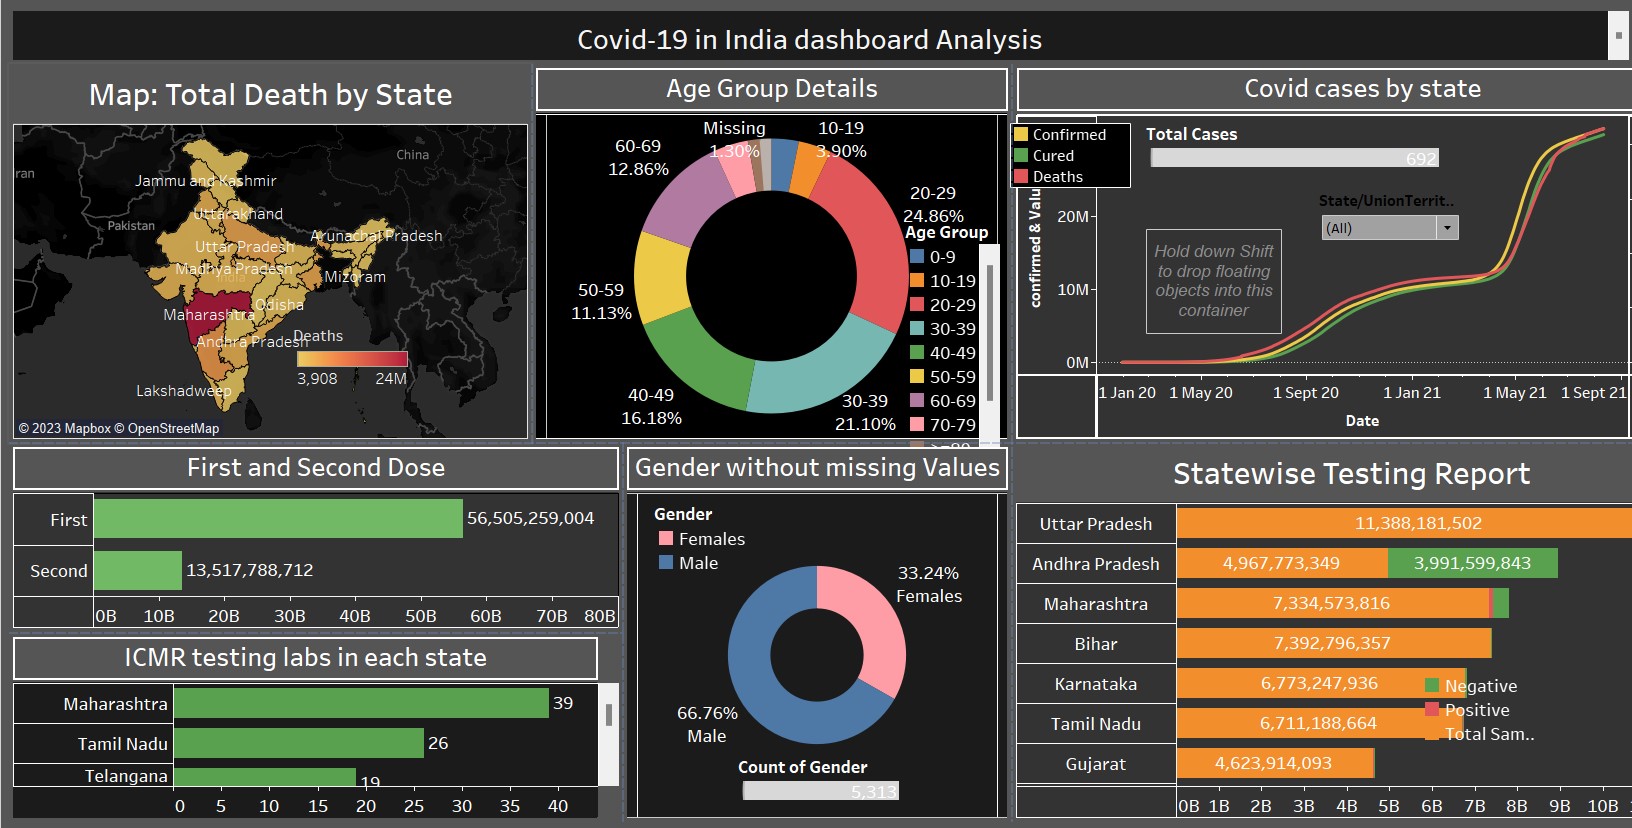 Covid-19 in India dashboard Analysis
Map: Total Death by State
China
ran
Jammu and Kashmir
Uttarakhand
Pakistan
Arunachal Pradesh
Uttar Pradesh
Madhya Pradesh
India
Mizoram
Odisha
Maharashtra
Andhra Pradesh
Deaths
3,908 24M
Lakshadweep
© 2023 Mapbox © OpenStreetMap
Age Group Details
Missing
1.30%
10-19
3.90%
60-69
12.86%
20-29
24.86%
50-59
11.13%
40-49
16.18%
30-39
21.10%
Age Group
0-9
10-19
20-29
30-39
40-49
50-59
60-69
70-79
>=80
Covid cases by state
Confirmed
Cured
Deaths
Total Cases
692
State/UnionTerrit..
(All)
Hold down Shift
to drop floating
objects into this
container
confirmed & Valu
20M
10M
0M
1 Jan 20 1 May 20 1 Sept 20 1 Jan 21 1 May 21 1 Sept 21
Date
First and Second Dose
First 56,505,259,004
Second 13,517,788,712
0B 10B 20B 30B 40B 50B 60B 70B 80B
ICMR testing labs in each state
Maharashtra 39
Tamil Nadu 26
Telangana 19
0 5 10 15 20 25 30 35 40
Gender without missing Values
Gender
Females
Male
33.24%
Females
66.76%
Male
Count of Gender
5,313
Statewise Testing Report
Uttar Pradesh 11,388,181,502
Andhra Pradesh 4,967,773,349 3,991,599,843
Maharashtra 7,334,573,816
Bihar 7,392,796,357
Karnataka 6,773,247,936
Tamil Nadu 6,711,188,664
Gujarat 4,623,914,093
Negative
Positive
Total Sam..
0B 1B 2B 3B 4B 5B 6B 7B 8B 9B 10B